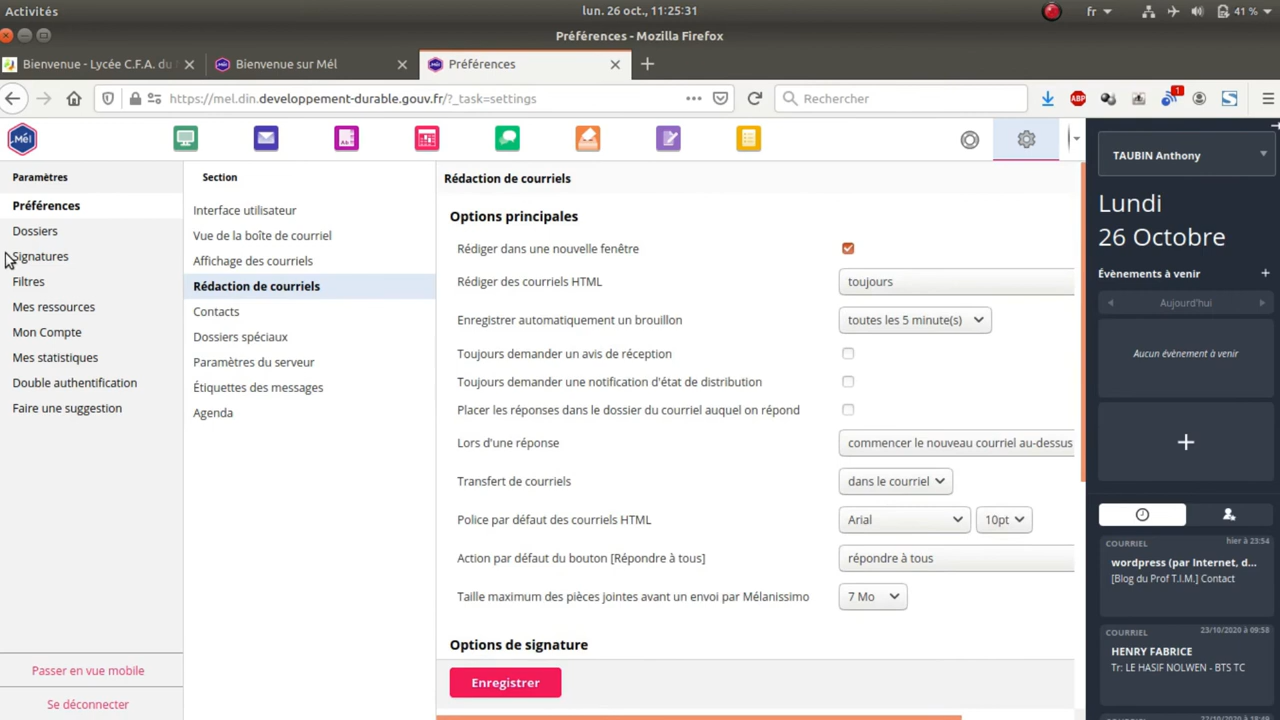 Activités
lun. 26 oct., 11:25:31
fr
41 %
Préférences - Mozilla Firefox
Bienvenue - Lycée C.F.A. du
Bienvenue sur Mél
Préférences
https://mel.din.developpement-durable.gouv.fr/?_task=settings
Rechercher
ABP
1
Mél
TAUBIN Anthony
Paramètres
Préférences
Dossiers
Signatures
Filtres
Mes ressources
Mon Compte
Mes statistiques
Double authentification
Faire une suggestion
Passer en vue mobile
Se déconnecter
Section
Interface utilisateur
Vue de la boîte de courriel
Affichage des courriels
Rédaction de courriels
Contacts
Dossiers spéciaux
Paramètres du serveur
Étiquettes des messages
Agenda
Rédaction de courriels
Options principales
Rédiger dans une nouvelle fenêtre
Rédiger des courriels HTML toujours
Enregistrer automatiquement un brouillon toutes les 5 minute(s)
Toujours demander un avis de réception
Toujours demander une notification d'état de distribution
Placer les réponses dans le dossier du courriel auquel on répond
Lors d'une réponse commencer le nouveau courriel au-dessus
Transfert de courriels dans le courriel
Police par défaut des courriels HTML Arial 10pt
Action par défaut du bouton [Répondre à tous] répondre à tous
Taille maximum des pièces jointes avant un envoi par Mélanissimo 7 Mo
Options de signature
Enregistrer
Lundi
26 Octobre
Évènements à venir +
Aujourd'hui
Aucun évènement à venir
+
COURRIEL hier à 23:54
wordpress (par Internet, d...
[Blog du Prof T.I.M.] Contact
COURRIEL 23/10/2020 à 09:58
HENRY FABRICE
Tr: LE HASIF NOLWEN - BTS TC
COURRIEL